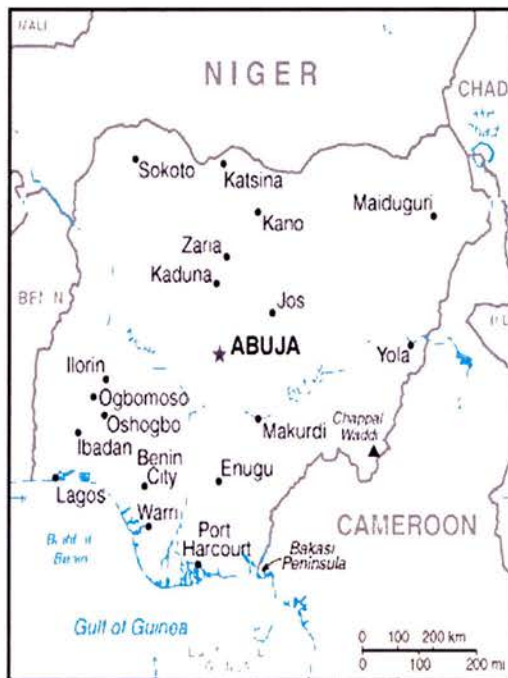 MALI
NIGER
CHAD
Sokoto
Katsina
Kano
Maiduguri
Zaria
Kaduna
Jos
ABUJA
Yola
Ilorin
Ogbomoso
Oshogbo
Ibadan
Makurdi
Chappal
Waddi
Benin
City
Enugu
Lagos
Warri
Port
Harcourt
CAMEROON
Bakasi
Peninsula
Gulf of Guinea
0 100 200 km
0 100 200 mi